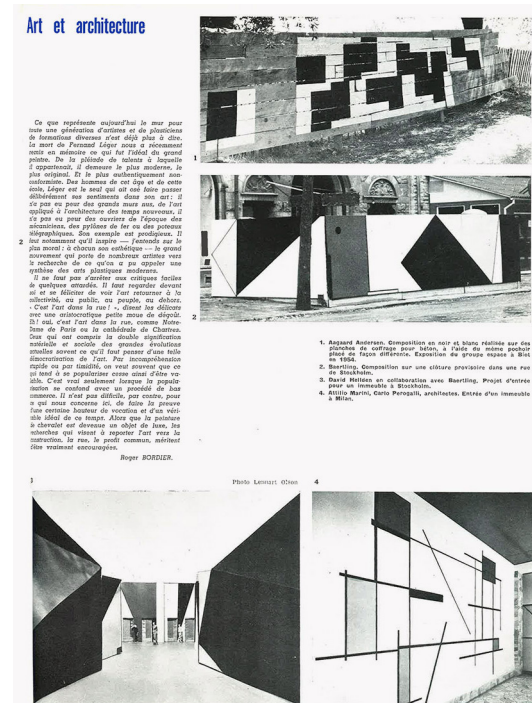 Art et architecture
Ce que représente aujourd'hui le mur pour
toute une génération d'artistes et de plasticiens
de formations diverses n'est déjà plus à dire.
La mort de Fernand Léger nous a récemment
remis en mémoire ce qui fut l'idéal du grand
peintre. De la pléiade de talents à laquelle
il appartenait, il demeure le plus moderne, le
plus original. Et le plus authentiquement non-
conformiste. Des hommes de cet âge et de cette
école, Léger est le seul qui ait osé faire passer
délibérément ses sentiments dans son art : il
n'a pas eu peur des grands murs nus, de l'art
appliqué à l'architecture des temps nouveaux, il
n'a pas eu peur des ouvriers de l'époque des
mécaniciens, des pylônes de fer ou des poteaux
télégraphiques. Son exemple est prodigieux. Il
faut notamment qu'il inspire — j'entends sur le
plan moral : à chacun son esthétique — le grand
mouvement qui porte de nombreux artistes vers
la recherche de ce qu'on a pu appeler une
synthèse des arts plastiques modernes.
Il ne faut pas s'arrêter aux critiques faciles
de quelques attardés. Il faut regarder devant
soi et se féliciter de voir l'art retourner à la
collectivité, au public, au peuple, au dehors.
« C'est l'art dans la rue ! », disent les délicats
avec une aristocratique petite moue de dégoût.
Eh ! oui, c'est l'art dans la rue, comme Notre-
Dame de Paris ou la cathédrale de Chartres.
Ceux qui ont compris la double signification
matérielle et sociale des grandes évolutions
actuelles savent ce qu'il faut penser d'une telle
démocratisation de l'art. Par incompréhension
rapide ou par timidité, on veut souvent que ce
qui tend à se populariser cesse ainsi d'être va-
lable. C'est vrai seulement lorsque la popula-
risation se confond avec un procédé de bas
commerce. Il n'est pas difficile, par contre, pour
ce qui nous concerne ici, de faire la preuve
d'une certaine hauteur de vocation et d'un véri-
table idéal de ce temps. Alors que la peinture
de chevalet est devenue un objet de luxe, les
recherches qui visent à reporter l'art vers la
construction, la rue, le profit commun, méritent
d'être vraiment encouragées.
Roger BORDIER.
1
2
2
1. Aagaard Andersen. Composition en noir et blanc réalisée sur des
planches de coffrage pour béton, à l'aide du même pochoir
placé de façon différente. Exposition du groupe espace à Biot
en 1954.
2. Baertling. Composition sur une clôture provisoire dans une rue
de Stockholm.
3. David Hellden en collaboration avec Baertling. Projet d'entrée
pour un immeuble à Stockholm.
4. Attilio Marini, Carlo Perogalli, architectes. Entrée d'un immeuble
à Milan.
3
Photo Lennart Olson
4